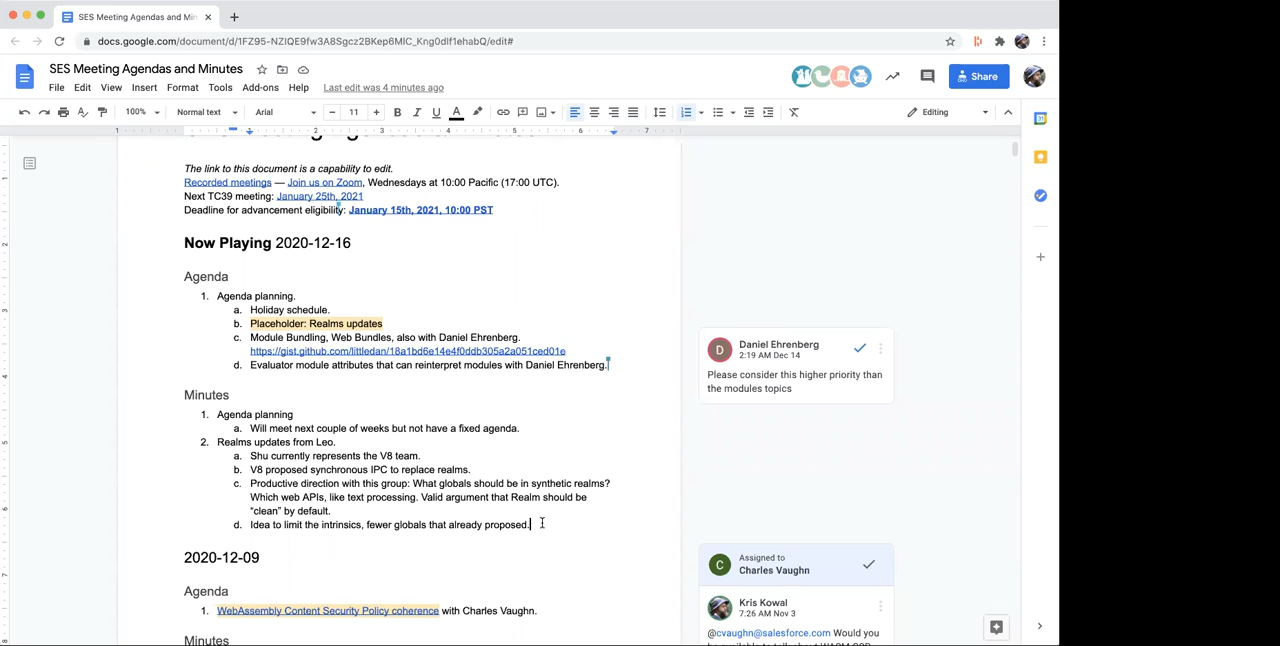 SES Meeting Agendas and Min
docs.google.com/document/d/1FZ95-NZIQE9fw3A8Sgcz2BKep6MlC_Kng0dlf1ehabQ/edit#
SES Meeting Agendas and Minutes
File Edit View Insert Format Tools Add-ons Help Last edit was 4 minutes ago
Share
100% Normal text Arial 11 Editing
1 1 2 3 4 5 6 7
The link to this document is a capability to edit.
Recorded meetings — Join us on Zoom, Wednesdays at 10:00 Pacific (17:00 UTC).
Next TC39 meeting: January 25th, 2021
Deadline for advancement eligibility: January 15th, 2021, 10:00 PST
Now Playing 2020-12-16
Agenda
1. Agenda planning.
a. Holiday schedule.
b. Placeholder: Realms updates
c. Module Bundling, Web Bundles, also with Daniel Ehrenberg.
https://gist.github.com/littledan/18a1bd6e14e4f0ddb305a2a051ced01e
d. Evaluator module attributes that can reinterpret modules with Daniel Ehrenberg.
Minutes
1. Agenda planning
a. Will meet next couple of weeks but not have a fixed agenda.
2. Realms updates from Leo.
a. Shu currently represents the V8 team.
b. V8 proposed synchronous IPC to replace realms.
c. Productive direction with this group: What globals should be in synthetic realms?
Which web APIs, like text processing. Valid argument that Realm should be
“clean” by default.
d. Idea to limit the intrinsics, fewer globals that already proposed.
2020-12-09
Agenda
1. WebAssembly Content Security Policy coherence with Charles Vaughn.
Minutes
D
Daniel Ehrenberg
2:19 AM Dec 14
Please consider this higher priority than
the modules topics
C
Assigned to
Charles Vaughn
Kris Kowal
7:26 AM Nov 3
@cvaughn@salesforce.com Would you